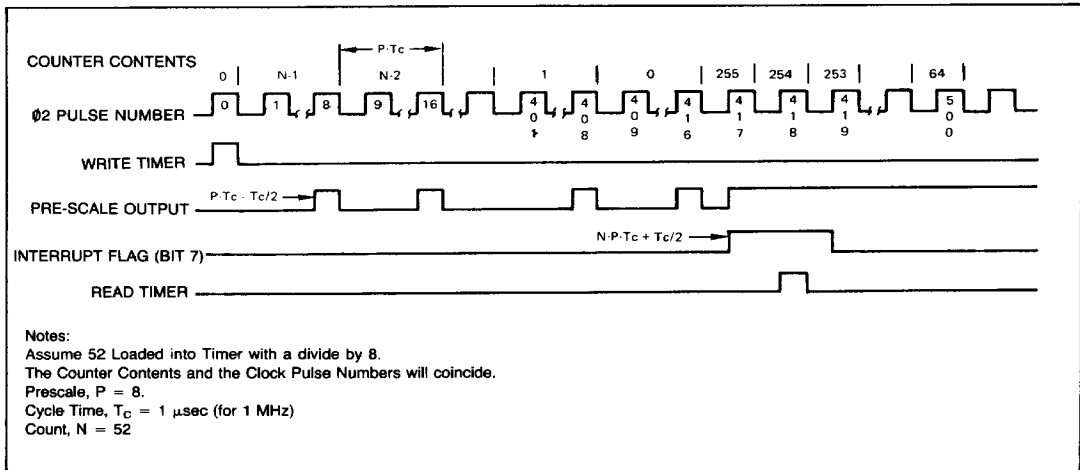 P·Tc
COUNTER CONTENTS 0 N-1 N-2 1 0 255 254 253 64
Ø2 PULSE NUMBER 0 1 8 9 16 401 408 409 416 417 418 419 500
WRITE TIMER
P·Tc - Tc/2
PRE-SCALE OUTPUT
N·P·Tc + Tc/2
INTERRUPT FLAG (BIT 7)
READ TIMER
Notes:
Assume 52 Loaded into Timer with a divide by 8.
The Counter Contents and the Clock Pulse Numbers will coincide.
Prescale, P = 8.
Cycle Time, TC = 1 μsec (for 1 MHz)
Count, N = 52